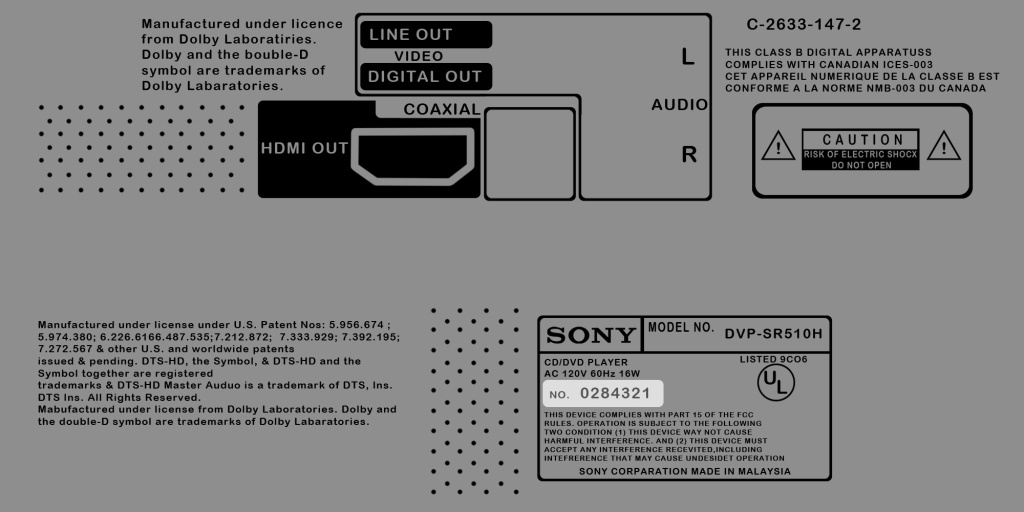 Manufactured under licence
from Dolby Laboratiries.
Dolby and the bouble-D
symbol are trademarks of
Dolby Labaratories.
LINE OUT
VIDEO
DIGITAL OUT
COAXIAL
HDMI OUT
L
AUDIO
R
C-2633-147-2
THIS CLASS B DIGITAL APPARATUSS
COMPLIES WITH CANADIAN ICES-003
CET APPAREIL NUMERIQUE DE LA CLASSE B EST
CONFORME A LA NORME NMB-003 DU CANADA
CAUTION
RISK OF ELECTRIC SHOCX
DO NOT OPEN
! !
Manufactured under license under U.S. Patent Nos: 5.956.674 ;
5.974.380; 6.226.6166.487.535;7.212.872; 7.333.929; 7.392.195;
7.272.567 & other U.S. and worldwide patents
issued & pending. DTS-HD, the Symbol, & DTS-HD and the
Symbol together are registered
trademarks & DTS-HD Master Auduo is a trademark of DTS, Ins.
DTS Ins. All Rights Reserved.
Mabufactured under license from Dolby Laboratories. Dolby and
the double-D symbol are trademarks of Dolby Labaratories.
SONY
MODEL NO. DVP-SR510H
CD/DVD PLAYER
AC 120V 60Hz 16W
LISTED 9CO6
UL
NO. 0284321
THIS DEVICE COMPLIES WITH PART 15 OF THE FCC
RULES. OPERATION IS SUBJECT TO THE FOLLOWING
TWO CONDITION (1) THIS DEVICE WAY NOT CAUSE
HARMFUL INTERFERENCE. AND (2) THIS DEVICE MUST
ACCEPT ANY INTERFERENCE RECEVITED,INCLUDING
INTEFRERENCE THAT MAY CAUSE UNDESIDET OPERATION
SONY CORPARATION MADE IN MALAYSIA